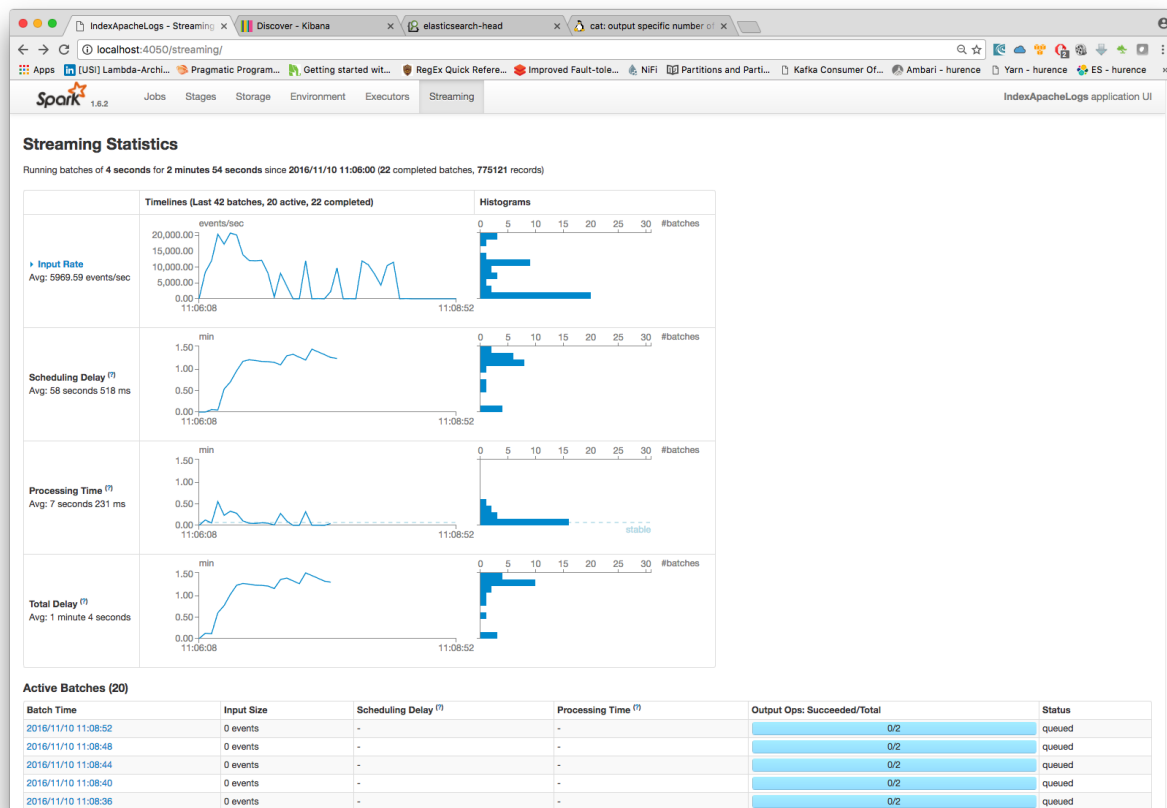 IndexApacheLogs - Streaming
Discover - Kibana
elasticsearch-head
cat: output specific number of
localhost:4050/streaming/
Apps [USI] Lambda-Archi... Pragmatic Program... Getting started wit... RegEx Quick Refere... Improved Fault-tole... NiFi Partitions and Parti... Kafka Consumer Of... Ambari - hurence Yarn - hurence ES - hurence »
Spark 1.6.2 Jobs Stages Storage Environment Executors Streaming IndexApacheLogs application UI
Streaming Statistics
Running batches of 4 seconds for 2 minutes 54 seconds since 2016/11/10 11:06:00 (22 completed batches, 775121 records)
Timelines (Last 42 batches, 20 active, 22 completed) Histograms
events/sec 0 5 10 15 20 25 30 #batches
20,000.00
15,000.00
10,000.00
5,000.00
0.00
Input Rate
Avg: 5969.59 events/sec
11:06:08 11:08:52
min 0 5 10 15 20 25 30 #batches
1.50
1.00
0.50
0.00
Scheduling Delay (?)
Avg: 58 seconds 518 ms
11:06:08 11:08:52
min 0 5 10 15 20 25 30 #batches
1.50
1.00
0.50
0.00
Processing Time (?)
Avg: 7 seconds 231 ms
stable
11:06:08 11:08:52
min 0 5 10 15 20 25 30 #batches
1.50
1.00
0.50
0.00
Total Delay (?)
Avg: 1 minute 4 seconds
11:06:08 11:08:52
Active Batches (20)
Batch Time Input Size Scheduling Delay (?) Processing Time (?) Output Ops: Succeeded/Total Status
2016/11/10 11:08:52 0 events - - 0/2 queued
2016/11/10 11:08:48 0 events - - 0/2 queued
2016/11/10 11:08:44 0 events - - 0/2 queued
2016/11/10 11:08:40 0 events - - 0/2 queued
2016/11/10 11:08:36 0 events - - 0/2 queued